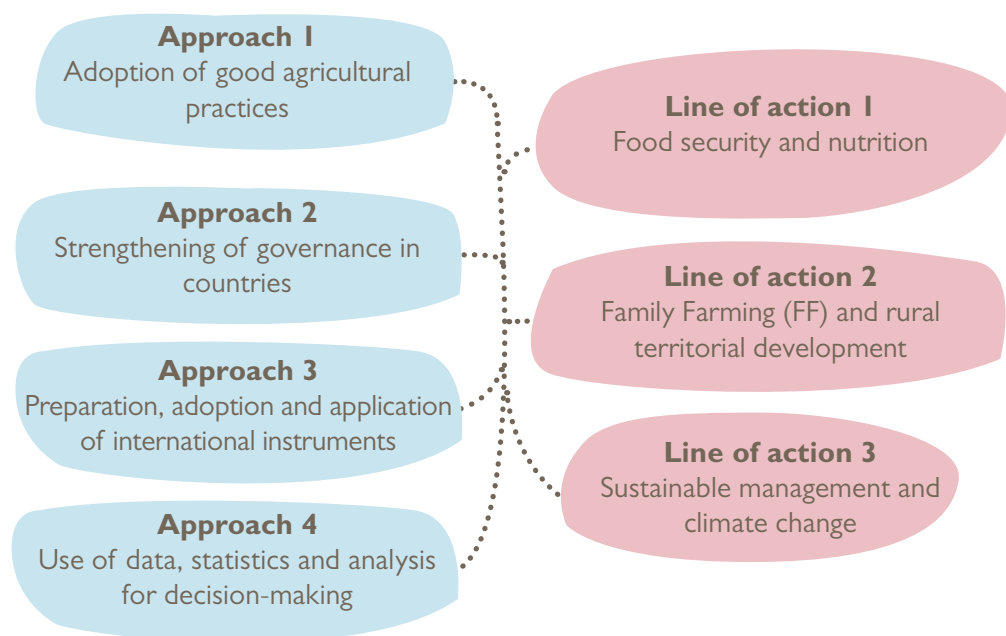 Approach 1
Adoption of good agricultural
practices
Approach 2
Strengthening of governance in
countries
Approach 3
Preparation, adoption and application
of international instruments
Approach 4
Use of data, statistics and analysis
for decision-making
Line of action 1
Food security and nutrition
Line of action 2
Family Farming (FF) and rural
territorial development
Line of action 3
Sustainable management and
climate change